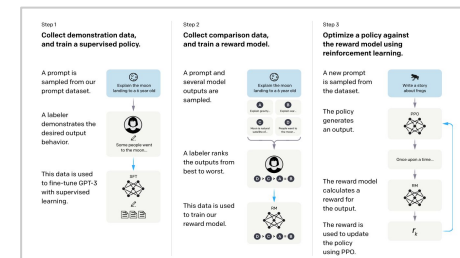 Step 1
Collect demonstration data,
and train a supervised policy.
A prompt is
sampled from our
prompt dataset.
Explain the moon
landing to a 6 year old
A labeler
demonstrates the
desired output
behavior.
Some people went
to the moon...
This data is used
to fine-tune GPT-3
with supervised
learning.
Step 2
Collect comparison data,
and train a reward model.
A prompt and
several model
outputs are
sampled.
Explain the moon
landing to a 6 year old
A
B
C
D
A labeler ranks
the outputs from
best to worst.
D > C > A = B
This data is used
to train our
reward model.
RM
D > C > A = B
Step 3
Optimize a policy against
the reward model using
reinforcement learning.
A new prompt
is sampled from
the dataset.
Write a story
about frogs
The policy
generates
an output.
PPO
Once upon a time...
The reward model
calculates a
reward for
the output.
RM
The reward is
used to update
the policy
using PPO.
rk